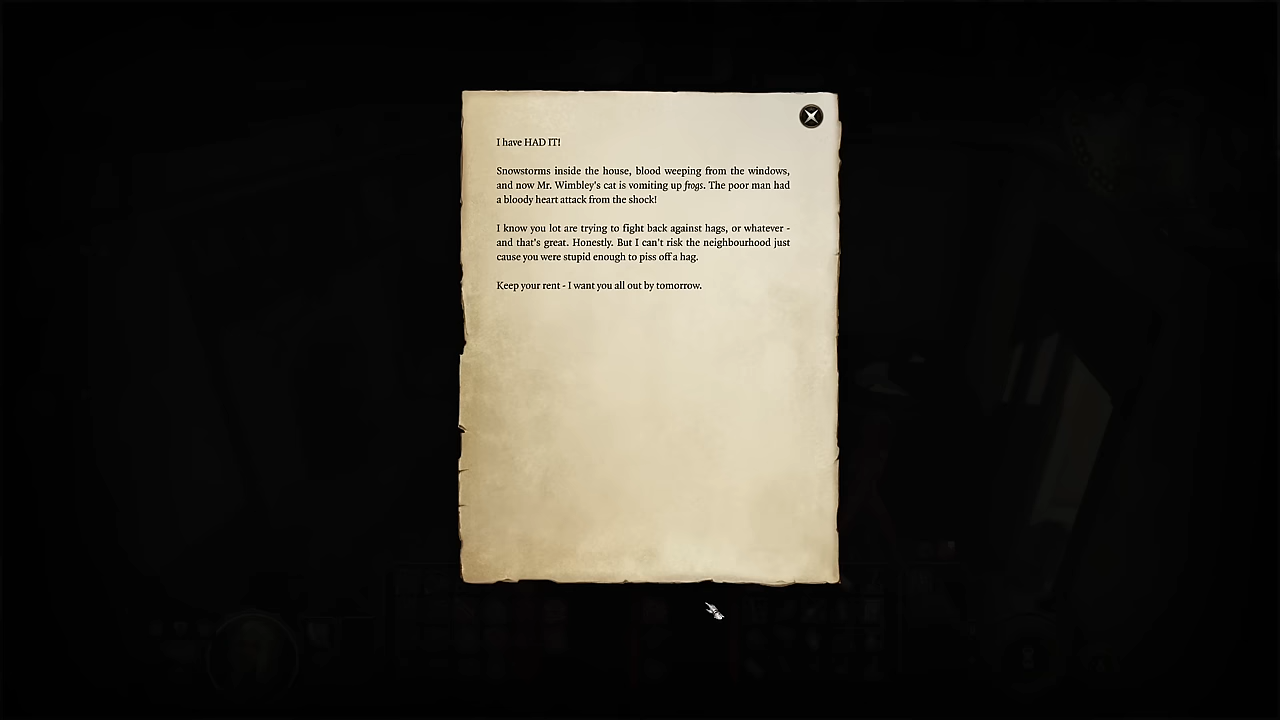 I have HAD IT!
Snowstorms inside the house, blood weeping from the windows,
and now Mr. Wimbley's cat is vomiting up frogs. The poor man had
a bloody heart attack from the shock!
I know you lot are trying to fight back against hags, or whatever -
and that's great. Honestly. But I can't risk the neighbourhood just
cause you were stupid enough to piss off a hag.
Keep your rent - I want you all out by tomorrow.